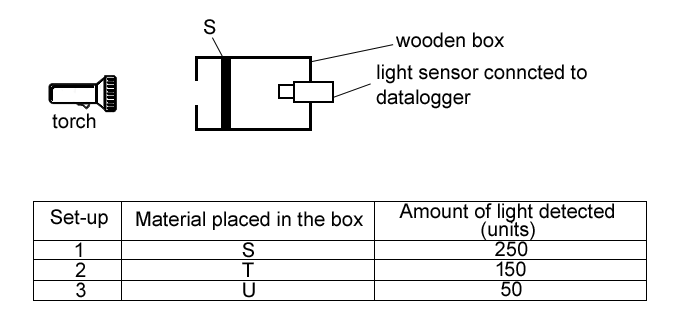 S
wooden box
light sensor conncted to
datalogger
torch
Set-up Material placed in the box Amount of light detected
(units)
1 S 250
2 T 150
3 U 50